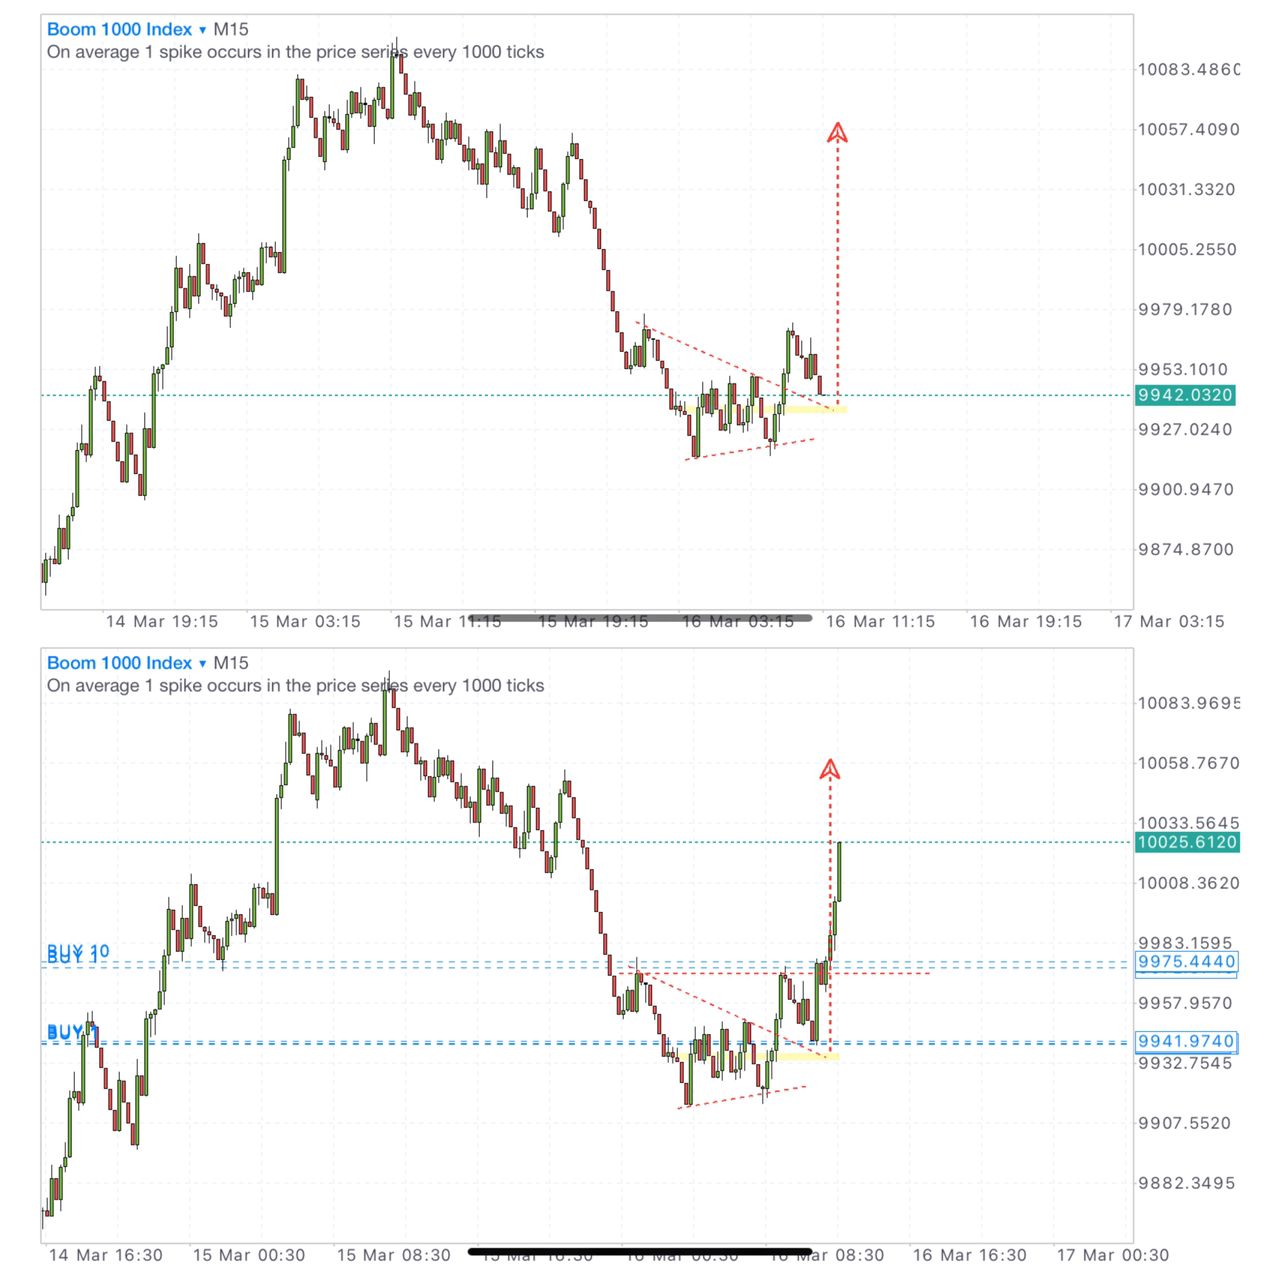 Boom 1000 Index ▾ M15
On average 1 spike occurs in the price series every 1000 ticks
10083.4860
10057.4090
10031.3320
10005.2550
9979.1780
9953.1010
9942.0320
9927.0240
9900.9470
9874.8700
14 Mar 19:15 15 Mar 03:15 15 Mar 11:15 15 Mar 19:15 16 Mar 03:15 16 Mar 11:15 16 Mar 19:15 17 Mar 03:15
Boom 1000 Index ▾ M15
On average 1 spike occurs in the price series every 1000 ticks
10083.9695
10058.7670
10033.5645
10025.6120
10008.3620
9983.1595
BUY 10
BUY 1
9975.4440
9957.9570
BUY 1
9941.9740
9932.7545
9907.5520
9882.3495
14 Mar 16:30 15 Mar 00:30 15 Mar 08:30 15 Mar 16:30 16 Mar 00:30 16 Mar 08:30 16 Mar 16:30 17 Mar 00:30